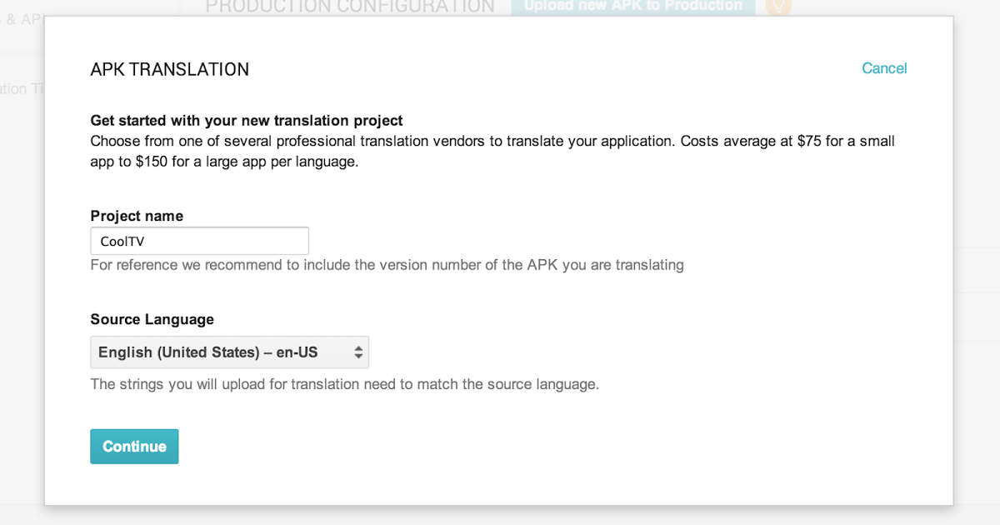 PRODUCTION CONFIGURATION
Upload new APK to Production
& AP
ation Ti
APK TRANSLATION
Cancel
Get started with your new translation project
Choose from one of several professional translation vendors to translate your application. Costs average at $75 for a small
app to $150 for a large app per language.
Project name
CoolTV
For reference we recommend to include the version number of the APK you are translating
Source Language
English (United States) – en-US
The strings you will upload for translation need to match the source language.
Continue